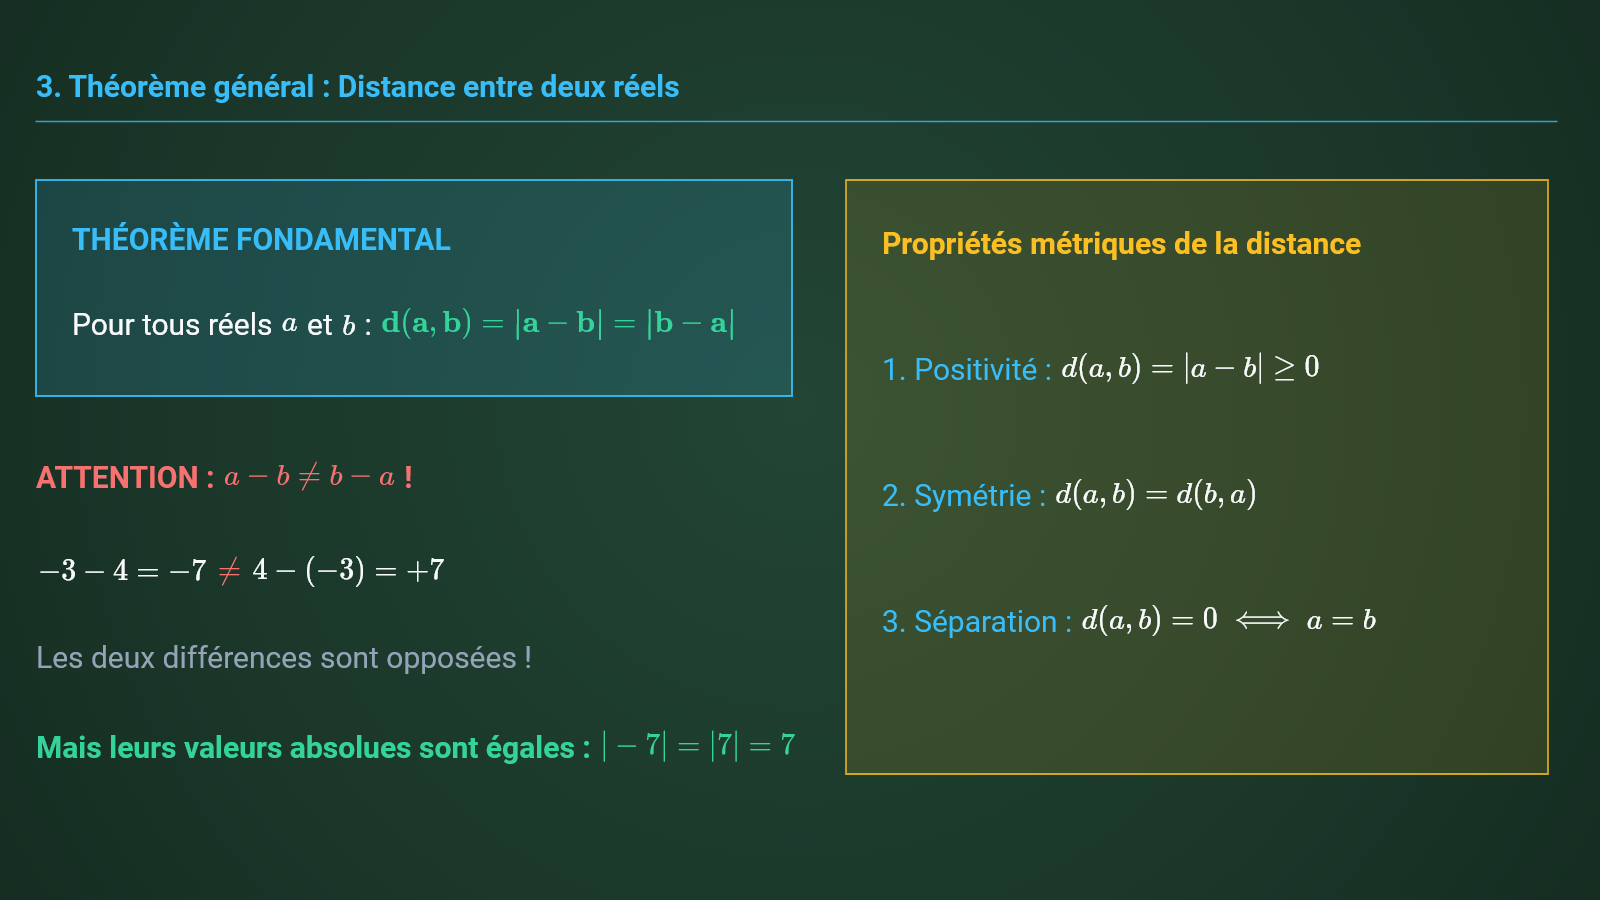 3. Théorème général : Distance entre deux réels
THÉORÈME FONDAMENTAL
Pour tous réels a et b : d(a, b) = |a − b| = |b − a|
ATTENTION : a − b ≠ b − a !
−3 − 4 = −7 ≠ 4 − (−3) = +7
Les deux différences sont opposées !
Mais leurs valeurs absolues sont égales : | − 7| = |7| = 7
Propriétés métriques de la distance
1. Positivité : d(a, b) = |a − b| ≥ 0
2. Symétrie : d(a, b) = d(b, a)
3. Séparation : d(a, b) = 0 ⟺ a = b